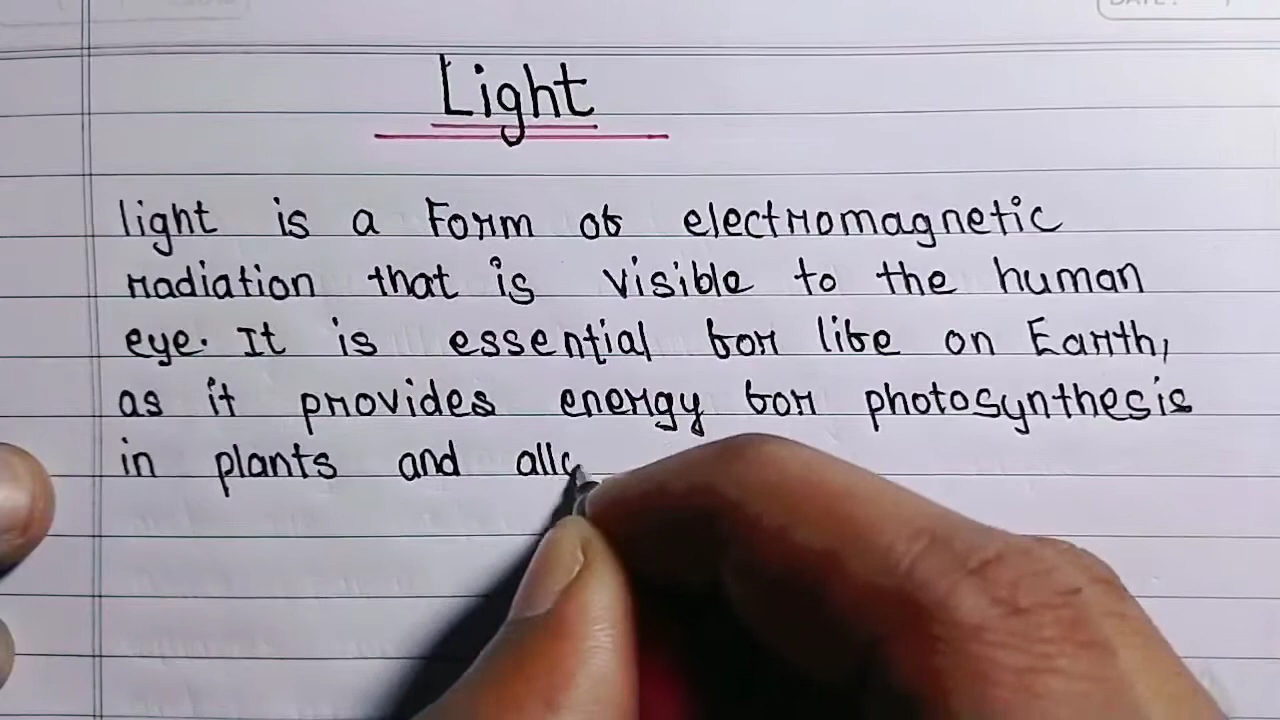 Light
light is a Form of electromagnetic
radiation that is visible to the human
eye. It is essential for life on Earth,
as it provides energy for photosynthesis
in plants and